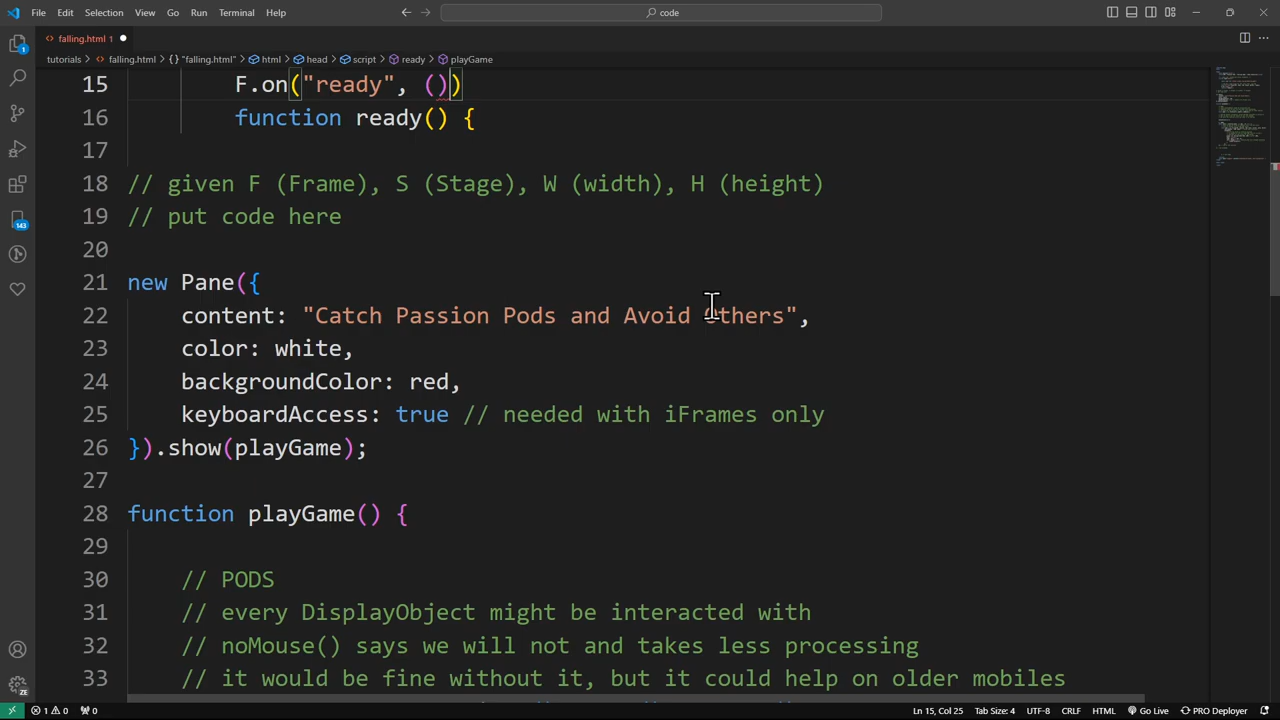 File Edit Selection View Go Run Terminal Help code
falling.html 1
tutorials > falling.html > "falling.html" > html > head > script > ready > playGame
15 F.on("ready", ())
16 function ready() {
17
18 // given F (Frame), S (Stage), W (width), H (height)
19 // put code here
20
21 new Pane({
22 content: "Catch Passion Pods and Avoid Others",
23 color: white,
24 backgroundColor: red,
25 keyboardAccess: true // needed with iFrames only
26 }).show(playGame);
27
28 function playGame() {
29
30 // PODS
31 // every DisplayObject might be interacted with
32 // noMouse() says we will not and takes less processing
33 // it would be fine without it, but it could help on older mobiles
1
143
ZE
1 0 0 Ln 15, Col 25 Tab Size: 4 UTF-8 CRLF HTML Go Live PRO Deployer